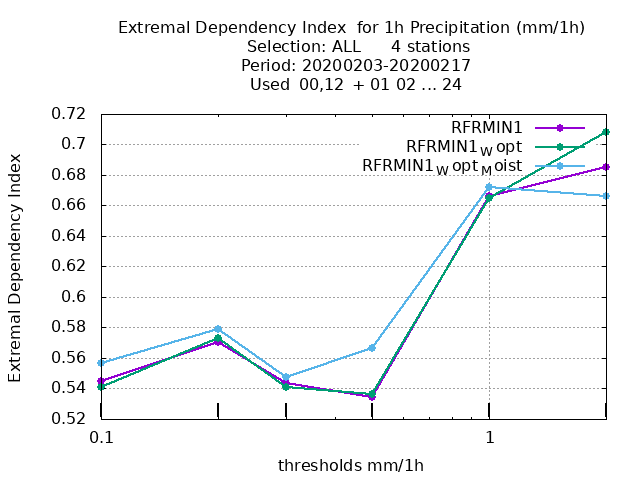 Extremal Dependency Index  for 1h Precipitation (mm/1h)
Selection: ALL      4 stations
Period: 20200203-20200217
Used  00,12  + 01 02 ... 24
0.72
0.7
0.68
0.66
0.64
0.62
0.6
0.58
0.56
0.54
0.52
Extremal Dependency Index
RFRMIN1
RFRMIN1Wopt
RFRMIN1WoptMoist
0.1
1
thresholds mm/1h